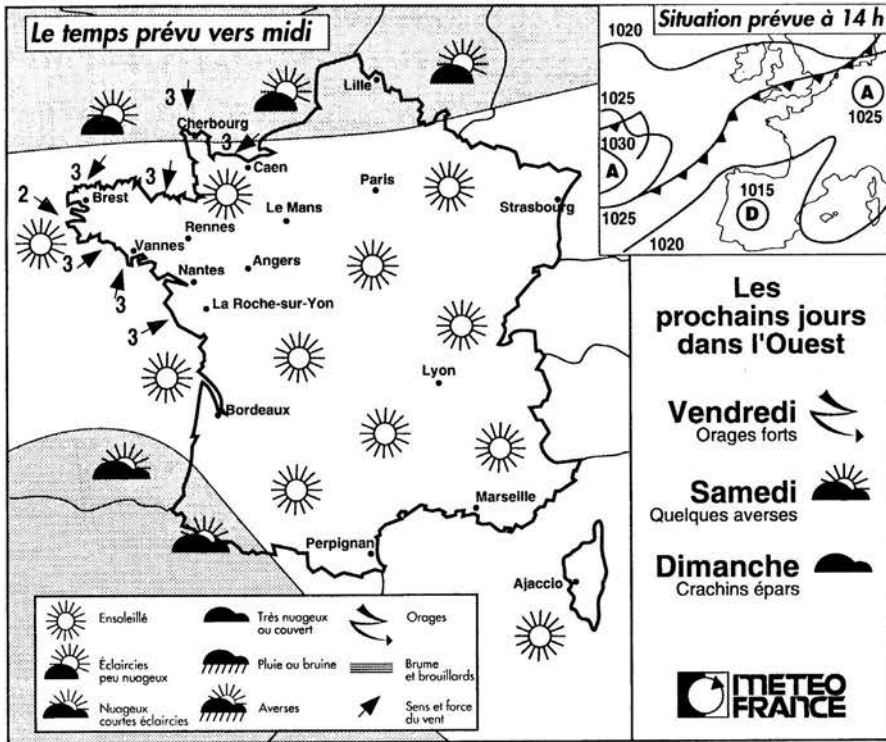 Le temps prévu vers midi
Situation prévue à 14 h
1020
1025
1030
A
1025
1020
1015
D
A
1025
Lille
3
Cherbourg
3
Caen
3
3
2
Brest
Paris
Strasbourg
Le Mans
Rennes
Vannes
3
Angers
Nantes
3
La Roche-sur-Yon
3
Lyon
Bordeaux
Marseille
Perpignan
Ajaccio
Ensoleillé
Très nuageux
ou couvert
Orages
Éclaircies
peu nuageux
Pluie ou bruine
Brume
et brouillards
Nuageux
courtes éclaircies
Averses
Sens et force
du vent
Les
prochains jours
dans l'Ouest
Vendredi
Orages forts
Samedi
Quelques averses
Dimanche
Crachins épars
METEO
FRANCE